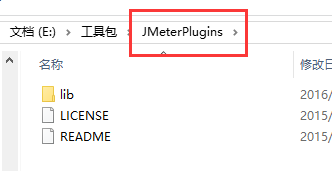 文档 (E:) > 工具包 > JMeterPlugins >
名称 修改日
lib 2016/
LICENSE 2015/
README 2015/